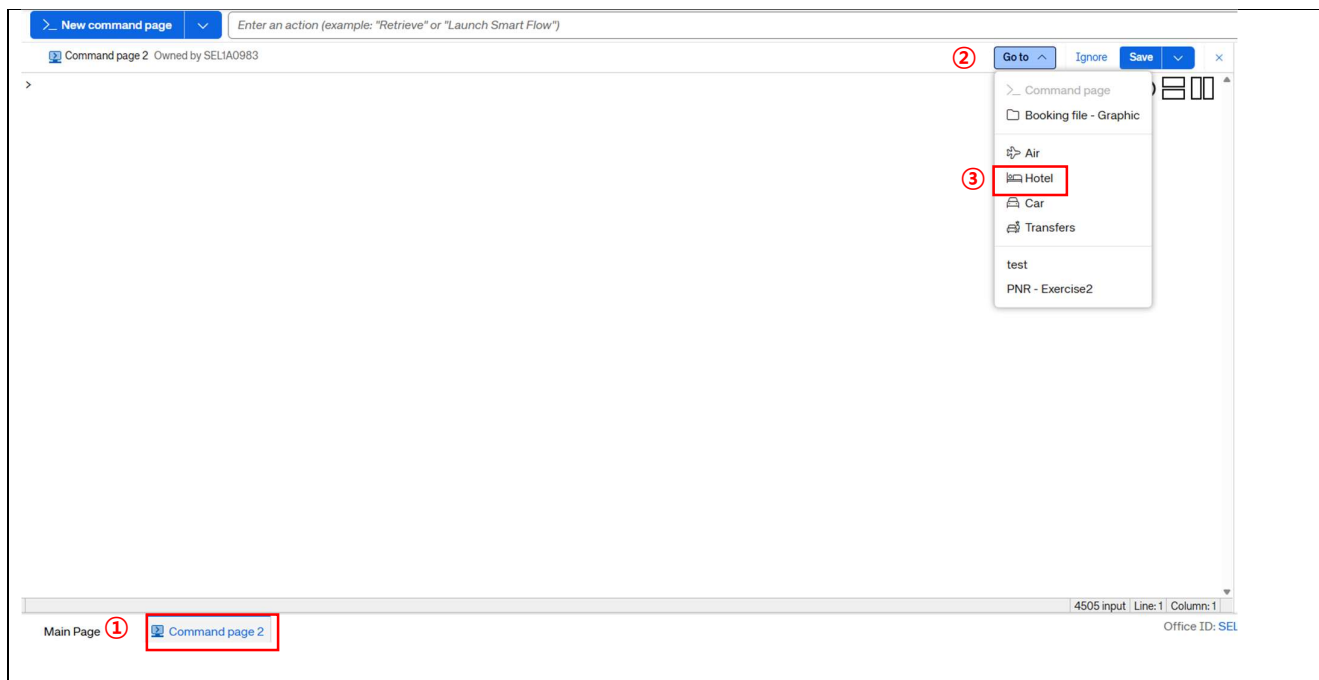 >_ New command page
Enter an action (example: "Retrieve" or "Launch Smart Flow")
Command page 2 Owned by SEL1A0983
② Go to Ignore Save ×
>
>_ Command page
Booking file - Graphic
Air
③ Hotel
Car
Transfers
test
PNR - Exercise2
4505 input Line: 1 Column: 1
Main Page ① Command page 2
Office ID: SEL